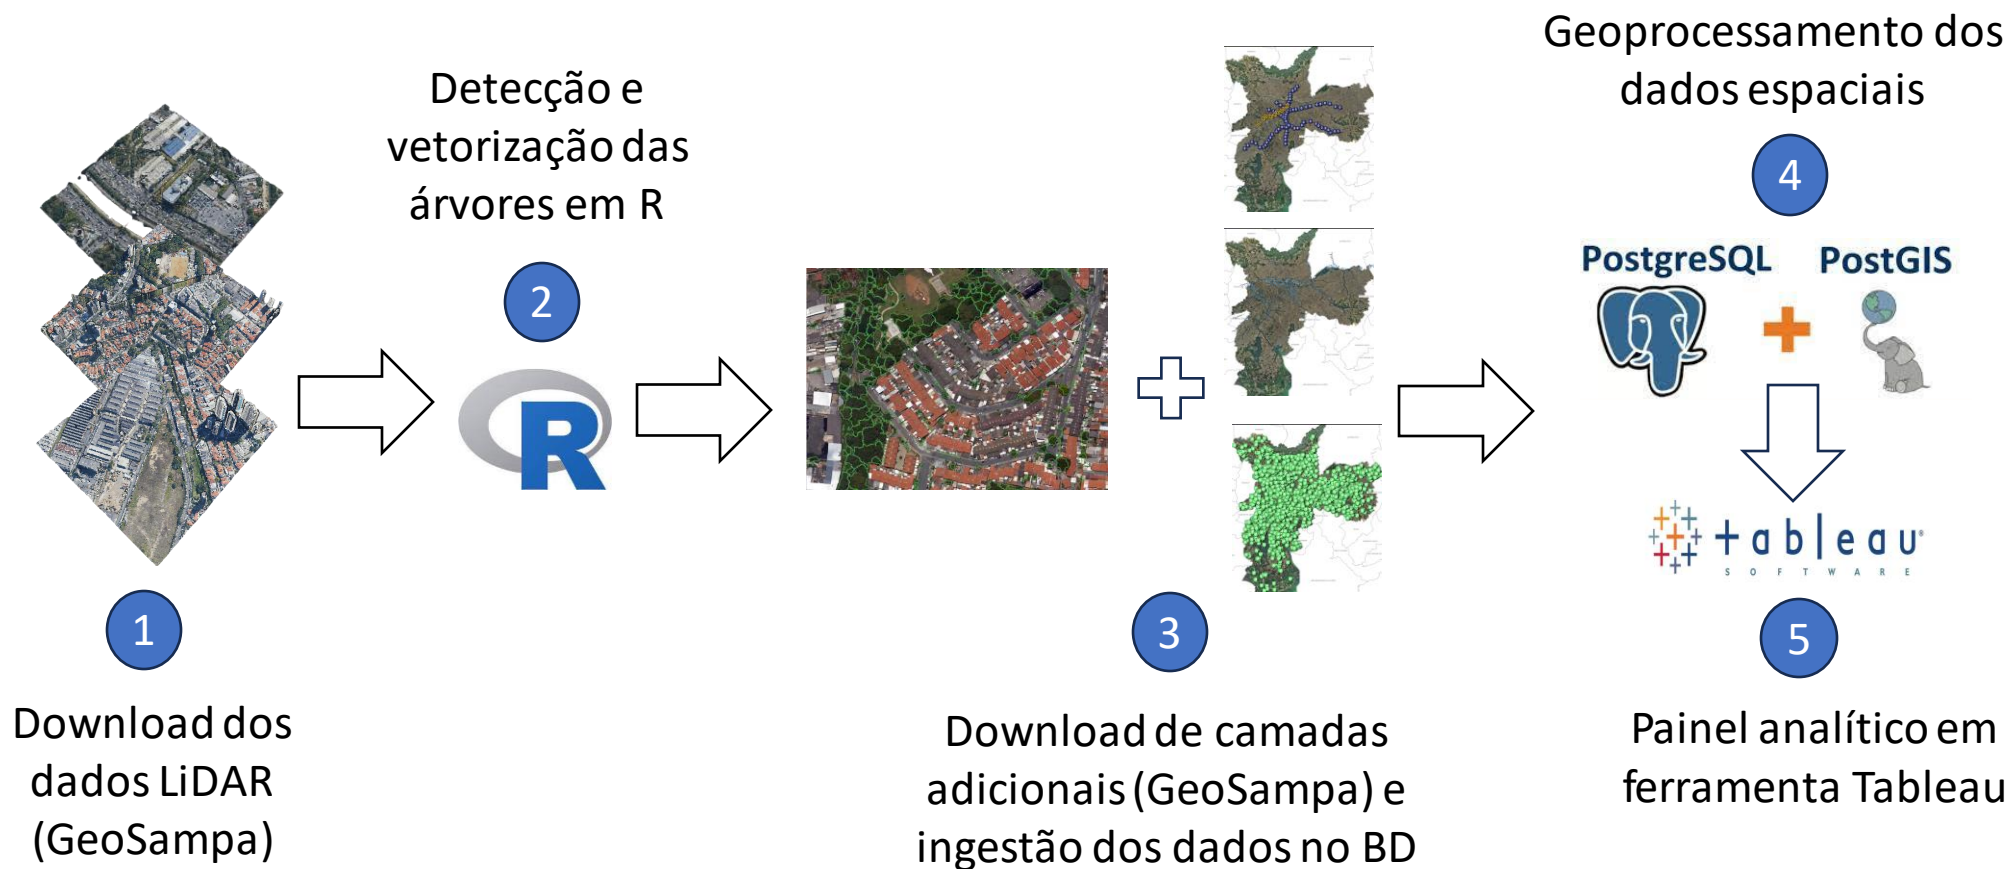 Download dos
dados LiDAR
(GeoSampa)
1
Detecção e
vetorização das
árvores em R
2
R
3
Download de camadas
adicionais (GeoSampa) e
ingestão dos dados no BD
Geoprocessamento dos
dados espaciais
4
PostgreSQL PostGIS
+ a b l e a u®
SOFTWARE
5
Painel analítico em
ferramenta Tableau